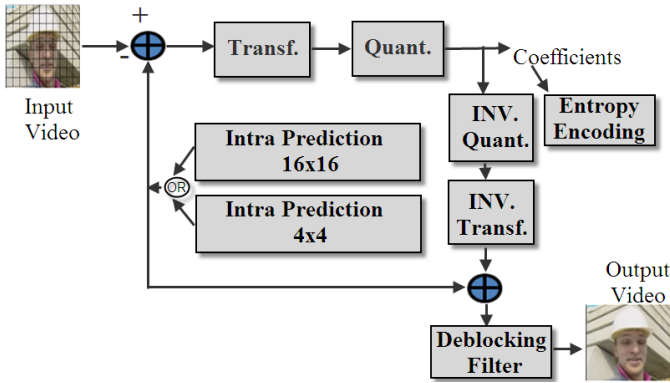 +
-
Input
Video
Transf.
Quant.
Coefficients
Entropy
Encoding
INV.
Quant.
Intra Prediction
16x16
OR
Intra Prediction
4x4
INV.
Transf.
Output
Video
Deblocking
Filter